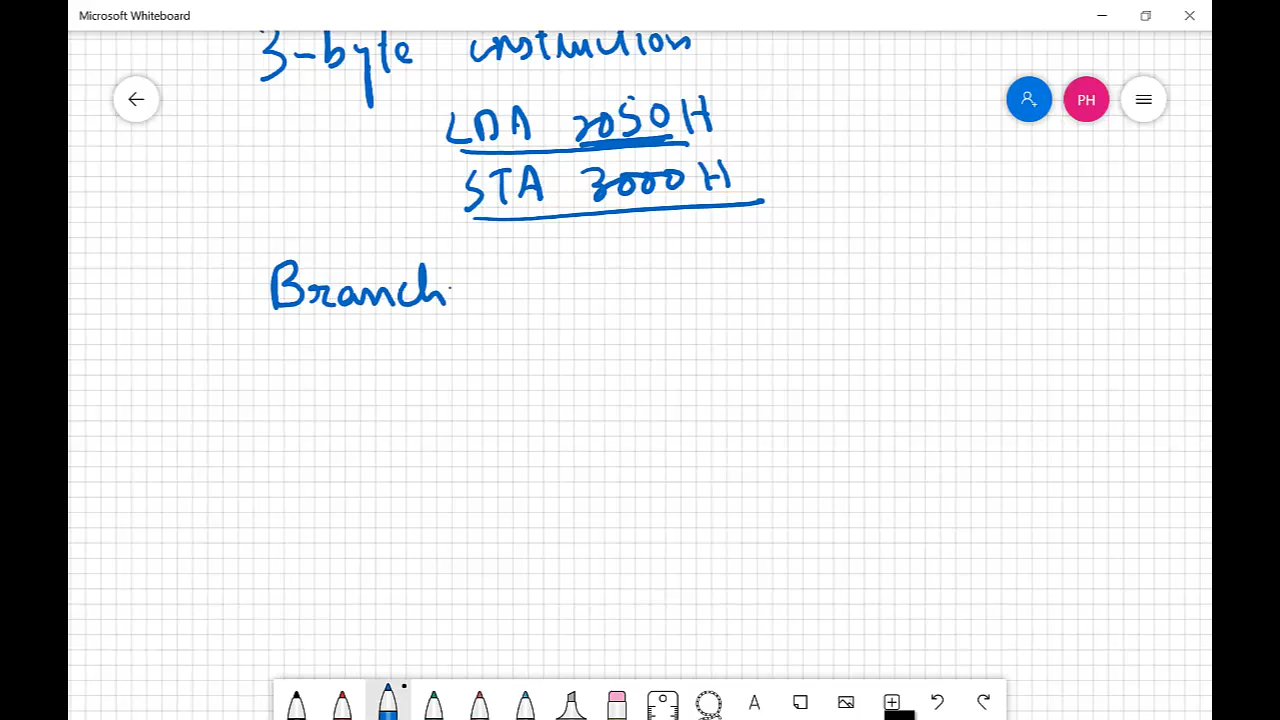 Microsoft Whiteboard
3-byte instruction
PH
LDA 2050H
STA 3000H
Branch
A